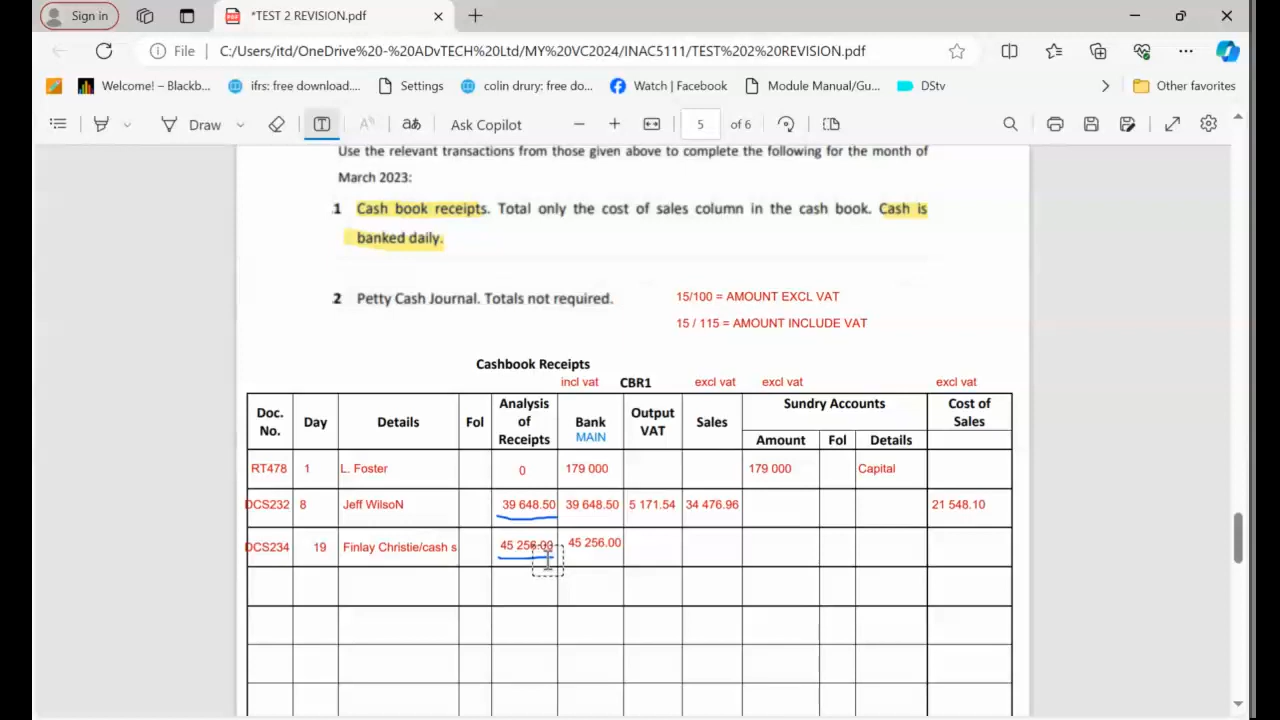 Sign in
*TEST 2 REVISION.pdf
File
C:/Users/itd/OneDrive%20-%20ADvTECH%20Ltd/MY%20VC2024/INAC5111/TEST%202%20REVISION.pdf
Welcome! – Blackb...
ifrs: free download....
Settings
colin drury: free do...
Watch | Facebook
Module Manual/Gu...
DStv
Other favorites
Draw
Ask Copilot
5 of 6
Use the relevant transactions from those given above to complete the following for the month of
March 2023:
1 Cash book receipts. Total only the cost of sales column in the cash book. Cash is
banked daily.
2 Petty Cash Journal. Totals not required.
15/100 = AMOUNT EXCL VAT
15 / 115 = AMOUNT INCLUDE VAT
Cashbook Receipts
incl vat CBR1 excl vat excl vat excl vat
Doc. No. Day Details Fol Analysis of Receipts Bank MAIN Output VAT Sales Sundry Accounts Cost of Sales
Amount Fol Details
RT478 1 L. Foster 0 179 000 179 000 Capital
DCS232 8 Jeff WilsoN 39 648.50 39 648.50 5 171.54 34 476.96 21 548.10
DCS234 19 Finlay Christie/cash s 45 256.00 45 256.00